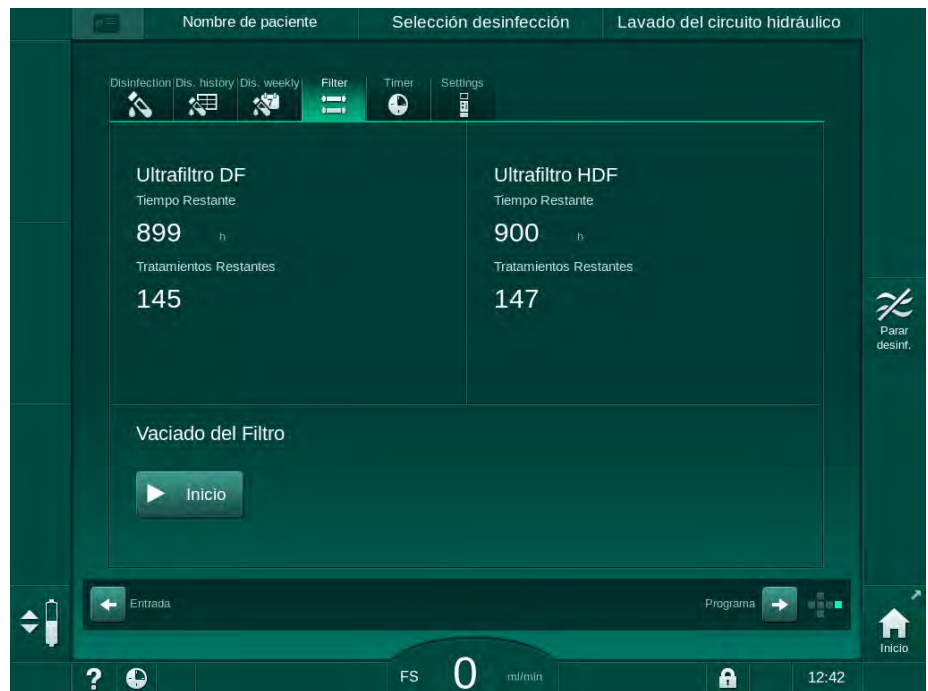 Nombre de paciente
Selección desinfección
Lavado del circuito hidráulico
Disinfection
Dis. history
Dis. weekly
Filter
Timer
Settings
7
Ultrafiltro DF
Tiempo Restante
899 h
Tratamientos Restantes
145
Ultrafiltro HDF
Tiempo Restante
900 h
Tratamientos Restantes
147
Parar
desinf.
Vaciado del Filtro
Inicio
Entrada
Programa
Inicio
?
FS 0 ml/min
12:42